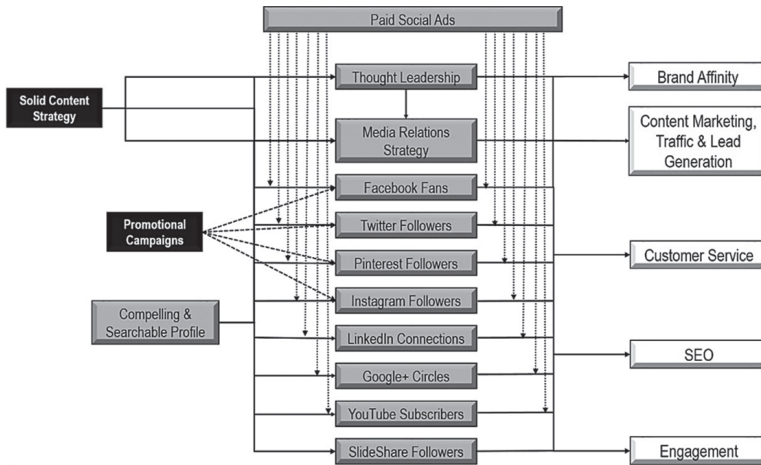 Paid Social Ads
Thought Leadership
Brand Affinity
Solid Content
Strategy
Media Relations
Strategy
Content Marketing,
Traffic & Lead
Generation
Facebook Fans
Promotional
Campaigns
Twitter Followers
Pinterest Followers
Customer Service
Instagram Followers
Compelling &
Searchable Profile
LinkedIn Connections
SEO
Google+ Circles
YouTube Subscribers
SlideShare Followers
Engagement